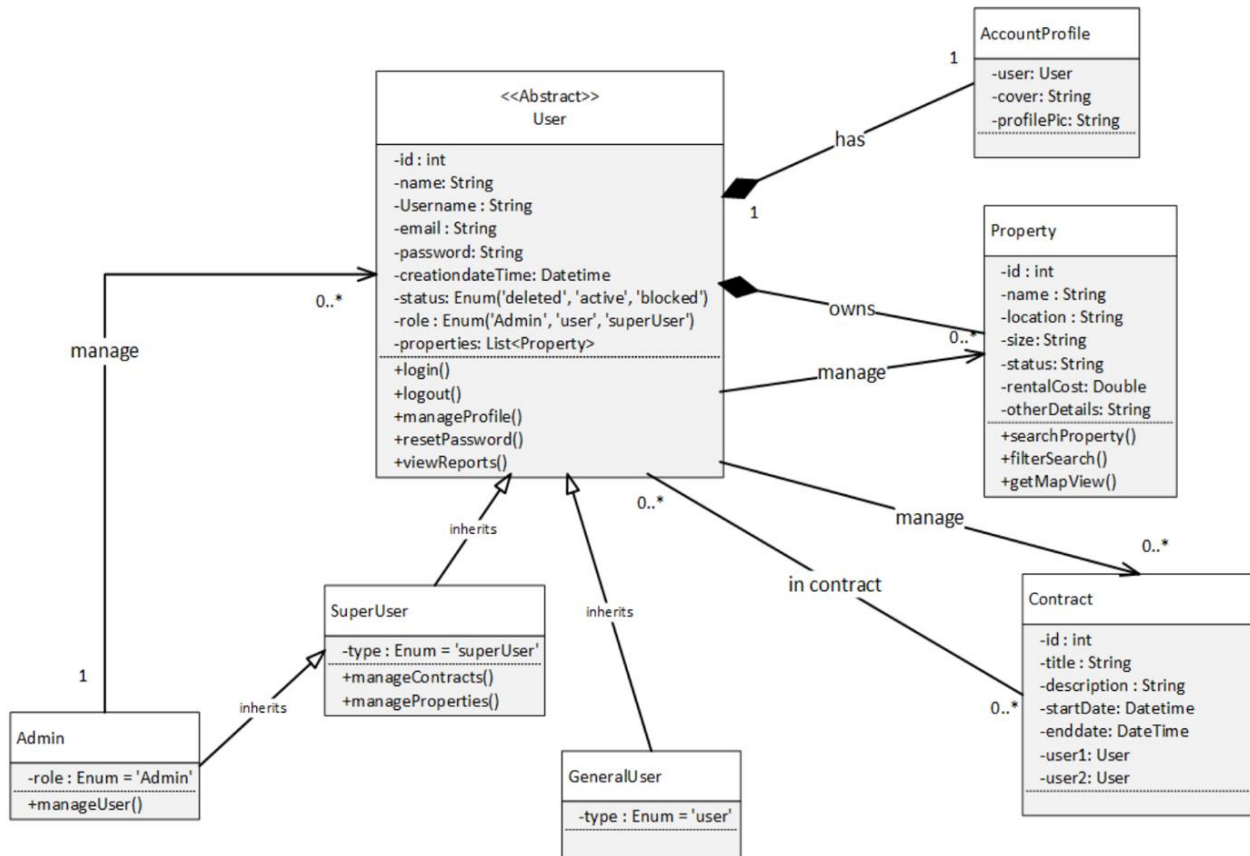 AccountProfile
-user: User
-cover: String
-profilePic: String
1
has
1
<<Abstract>>
User
-id : int
-name: String
-Username : String
-email : String
-password: String
-creationdateTime: Datetime
-status: Enum('deleted', 'active', 'blocked')
-role : Enum('Admin', 'user', 'superUser')
-properties: List<Property>
+login()
+logout()
+manageProfile()
+resetPassword()
+viewReports()
Property
-id : int
-name : String
-location : String
-size: String
-status: String
-rentalCost: Double
-otherDetails: String
+searchProperty()
+filterSearch()
+getMapView()
owns
0..*
manage
0..*
manage
0..*
manage
0..*
in contract
0..*
inherits
inherits
inherits
SuperUser
-type : Enum = 'superUser'
+manageContracts()
+manageProperties()
Contract
-id : int
-title : String
-description : String
-startDate: Datetime
-enddate: DateTime
-user1: User
-user2: User
1
Admin
-role : Enum = 'Admin'
+manageUser()
GeneralUser
-type : Enum = 'user'